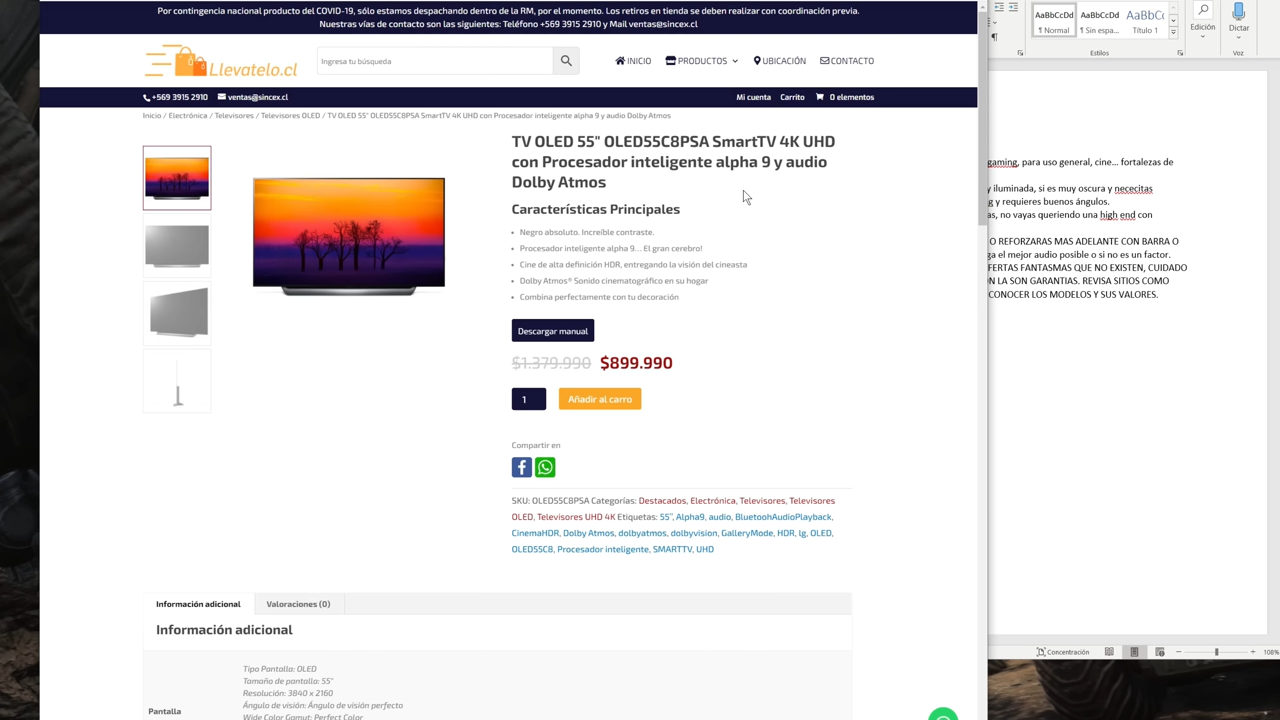 Por contingencia nacional producto del COVID-19, sólo estamos despachando dentro de la RM, por el momento. Los retiros en tienda se deben realizar con coordinación previa.
Nuestras vías de contacto son las siguientes: Teléfono +569 3915 2910 y Mail ventas@sincex.cl
Llevatelo.cl
Ingresa tu búsqueda
INICIO
PRODUCTOS
UBICACIÓN
CONTACTO
+569 3915 2910
ventas@sincex.cl
Mi cuenta
Carrito
0 elementos
Inicio / Electrónica / Televisores / Televisores OLED / TV OLED 55" OLED55C8PSA SmartTV 4K UHD con Procesador inteligente alpha 9 y audio Dolby Atmos
TV OLED 55" OLED55C8PSA SmartTV 4K UHD
con Procesador inteligente alpha 9 y audio
Dolby Atmos
Características Principales
• Negro absoluto. Increíble contraste.
• Procesador inteligente alpha 9… El gran cerebro!
• Cine de alta definición HDR, entregando la visión del cineasta
• Dolby Atmos® Sonido cinematográfico en su hogar
• Combina perfectamente con tu decoración
Descargar manual
$1.379.990 $899.990
1
Añadir al carro
Compartir en
SKU: OLED55C8PSA Categorías: Destacados, Electrónica, Televisores, Televisores
OLED, Televisores UHD 4K Etiquetas: 55", Alpha9, audio, BluetoohAudioPlayback,
CinemaHDR, Dolby Atmos, dolbyatmos, dolbyvision, GalleryMode, HDR, lg, OLED,
OLED55C8, Procesador inteligente, SMARTTV, UHD
Información adicional
Valoraciones (0)
Información adicional
Pantalla
Tipo Pantalla: OLED
Tamaño de pantalla: 55"
Resolución: 3840 x 2160
Ángulo de visión: Ángulo de visión perfecto
Wide Color Gamut: Perfect Color
AaBbCcDd
¶ Normal
AaBbCcDd
¶ Sin espa...
AaBbC
Título 1
Estilos
Edición
Dictar
Voz
gaming, para uso general, cine... fortalezas de
y iluminada, si es muy oscura y nececitas
g y requieres buenos ángulos.
as, no vayas queriendo una high end con
O REFORZARAS MAS ADELANTE CON BARRA O
ga el mejor audio posible o si no es un factor.
FERTAS FANTASMAS QUE NO EXISTEN, CUIDADO
N LA SON GARANTIAS. REVISA SITIOS COMO
CONOCER LOS MODELOS Y SUS VALORES.
Concentración
108%